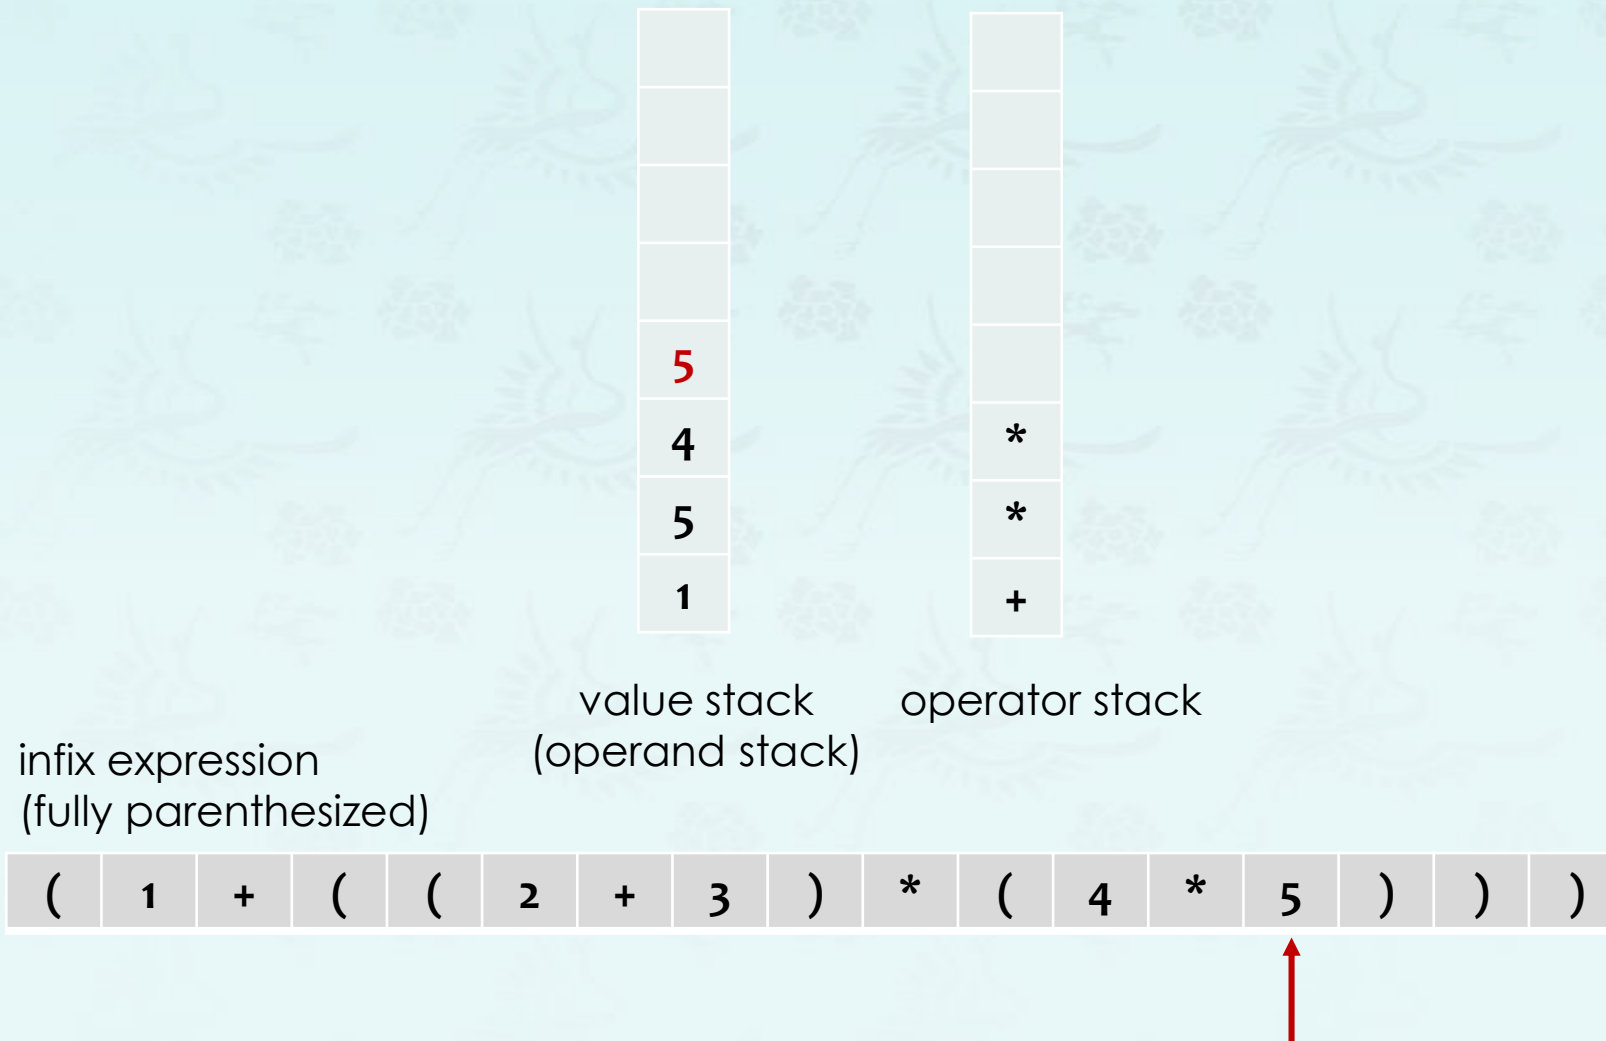 5
4 *
5 *
1 +
value stack operator stack
(operand stack)
infix expression
(fully parenthesized)
( 1 + ( ( 2 + 3 ) * ( 4 * 5 ) ) )